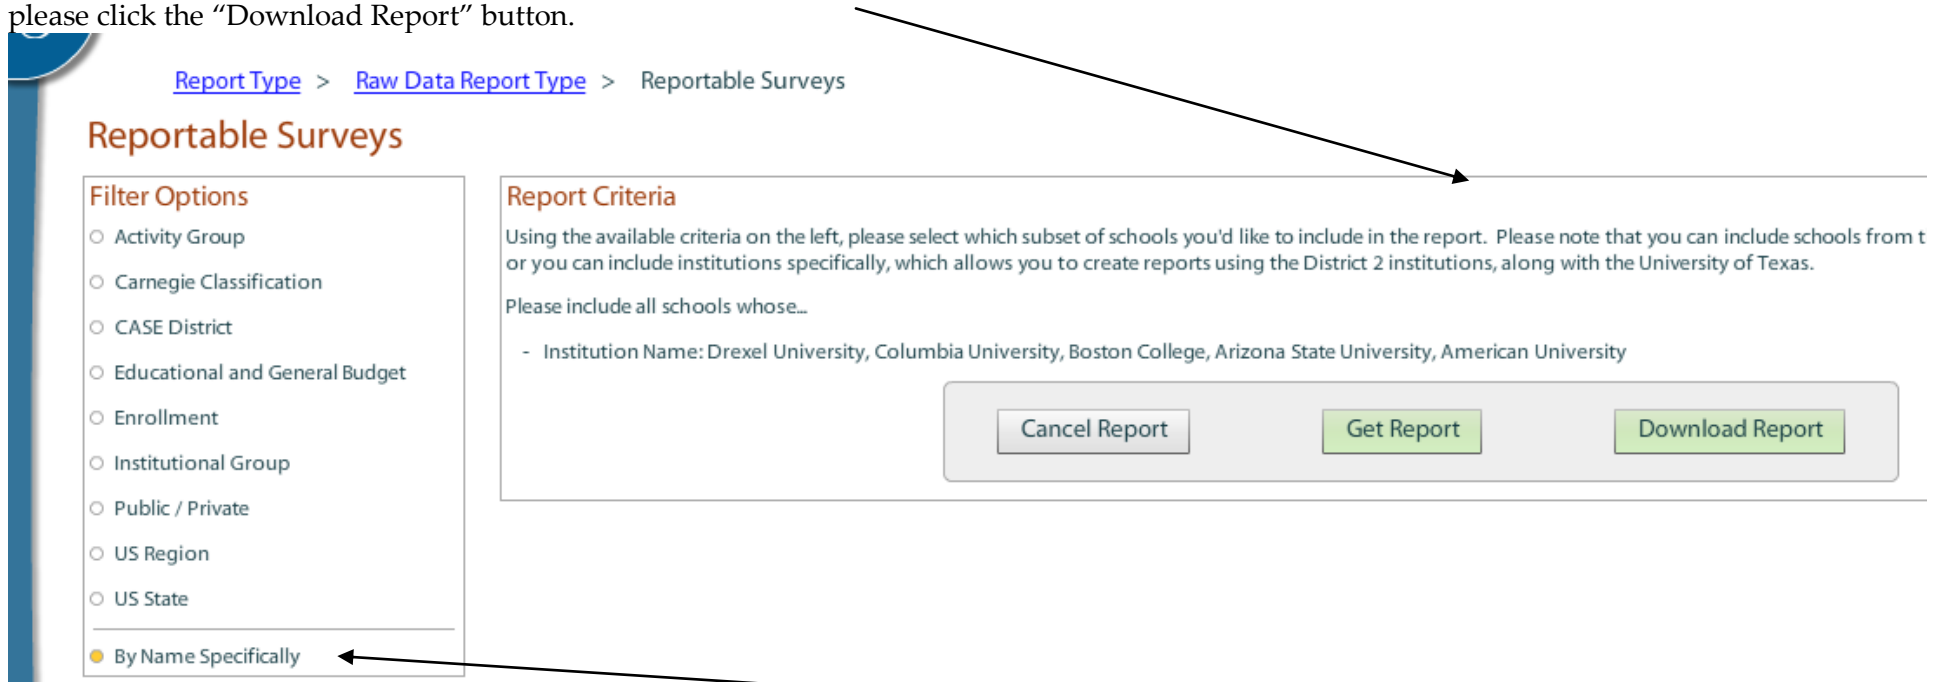 please click the “Download Report” button.
Report Type > Raw Data Report Type > Reportable Surveys
Reportable Surveys
Filter Options
Activity Group
Carnegie Classification
CASE District
Educational and General Budget
Enrollment
Institutional Group
Public / Private
US Region
US State
By Name Specifically
Report Criteria
Using the available criteria on the left, please select which subset of schools you'd like to include in the report. Please note that you can include schools from
or you can include institutions specifically, which allows you to create reports using the District 2 institutions, along with the University of Texas.
Please include all schools whose...
- Institution Name: Drexel University, Columbia University, Boston College, Arizona State University, American University
Cancel Report
Get Report
Download Report